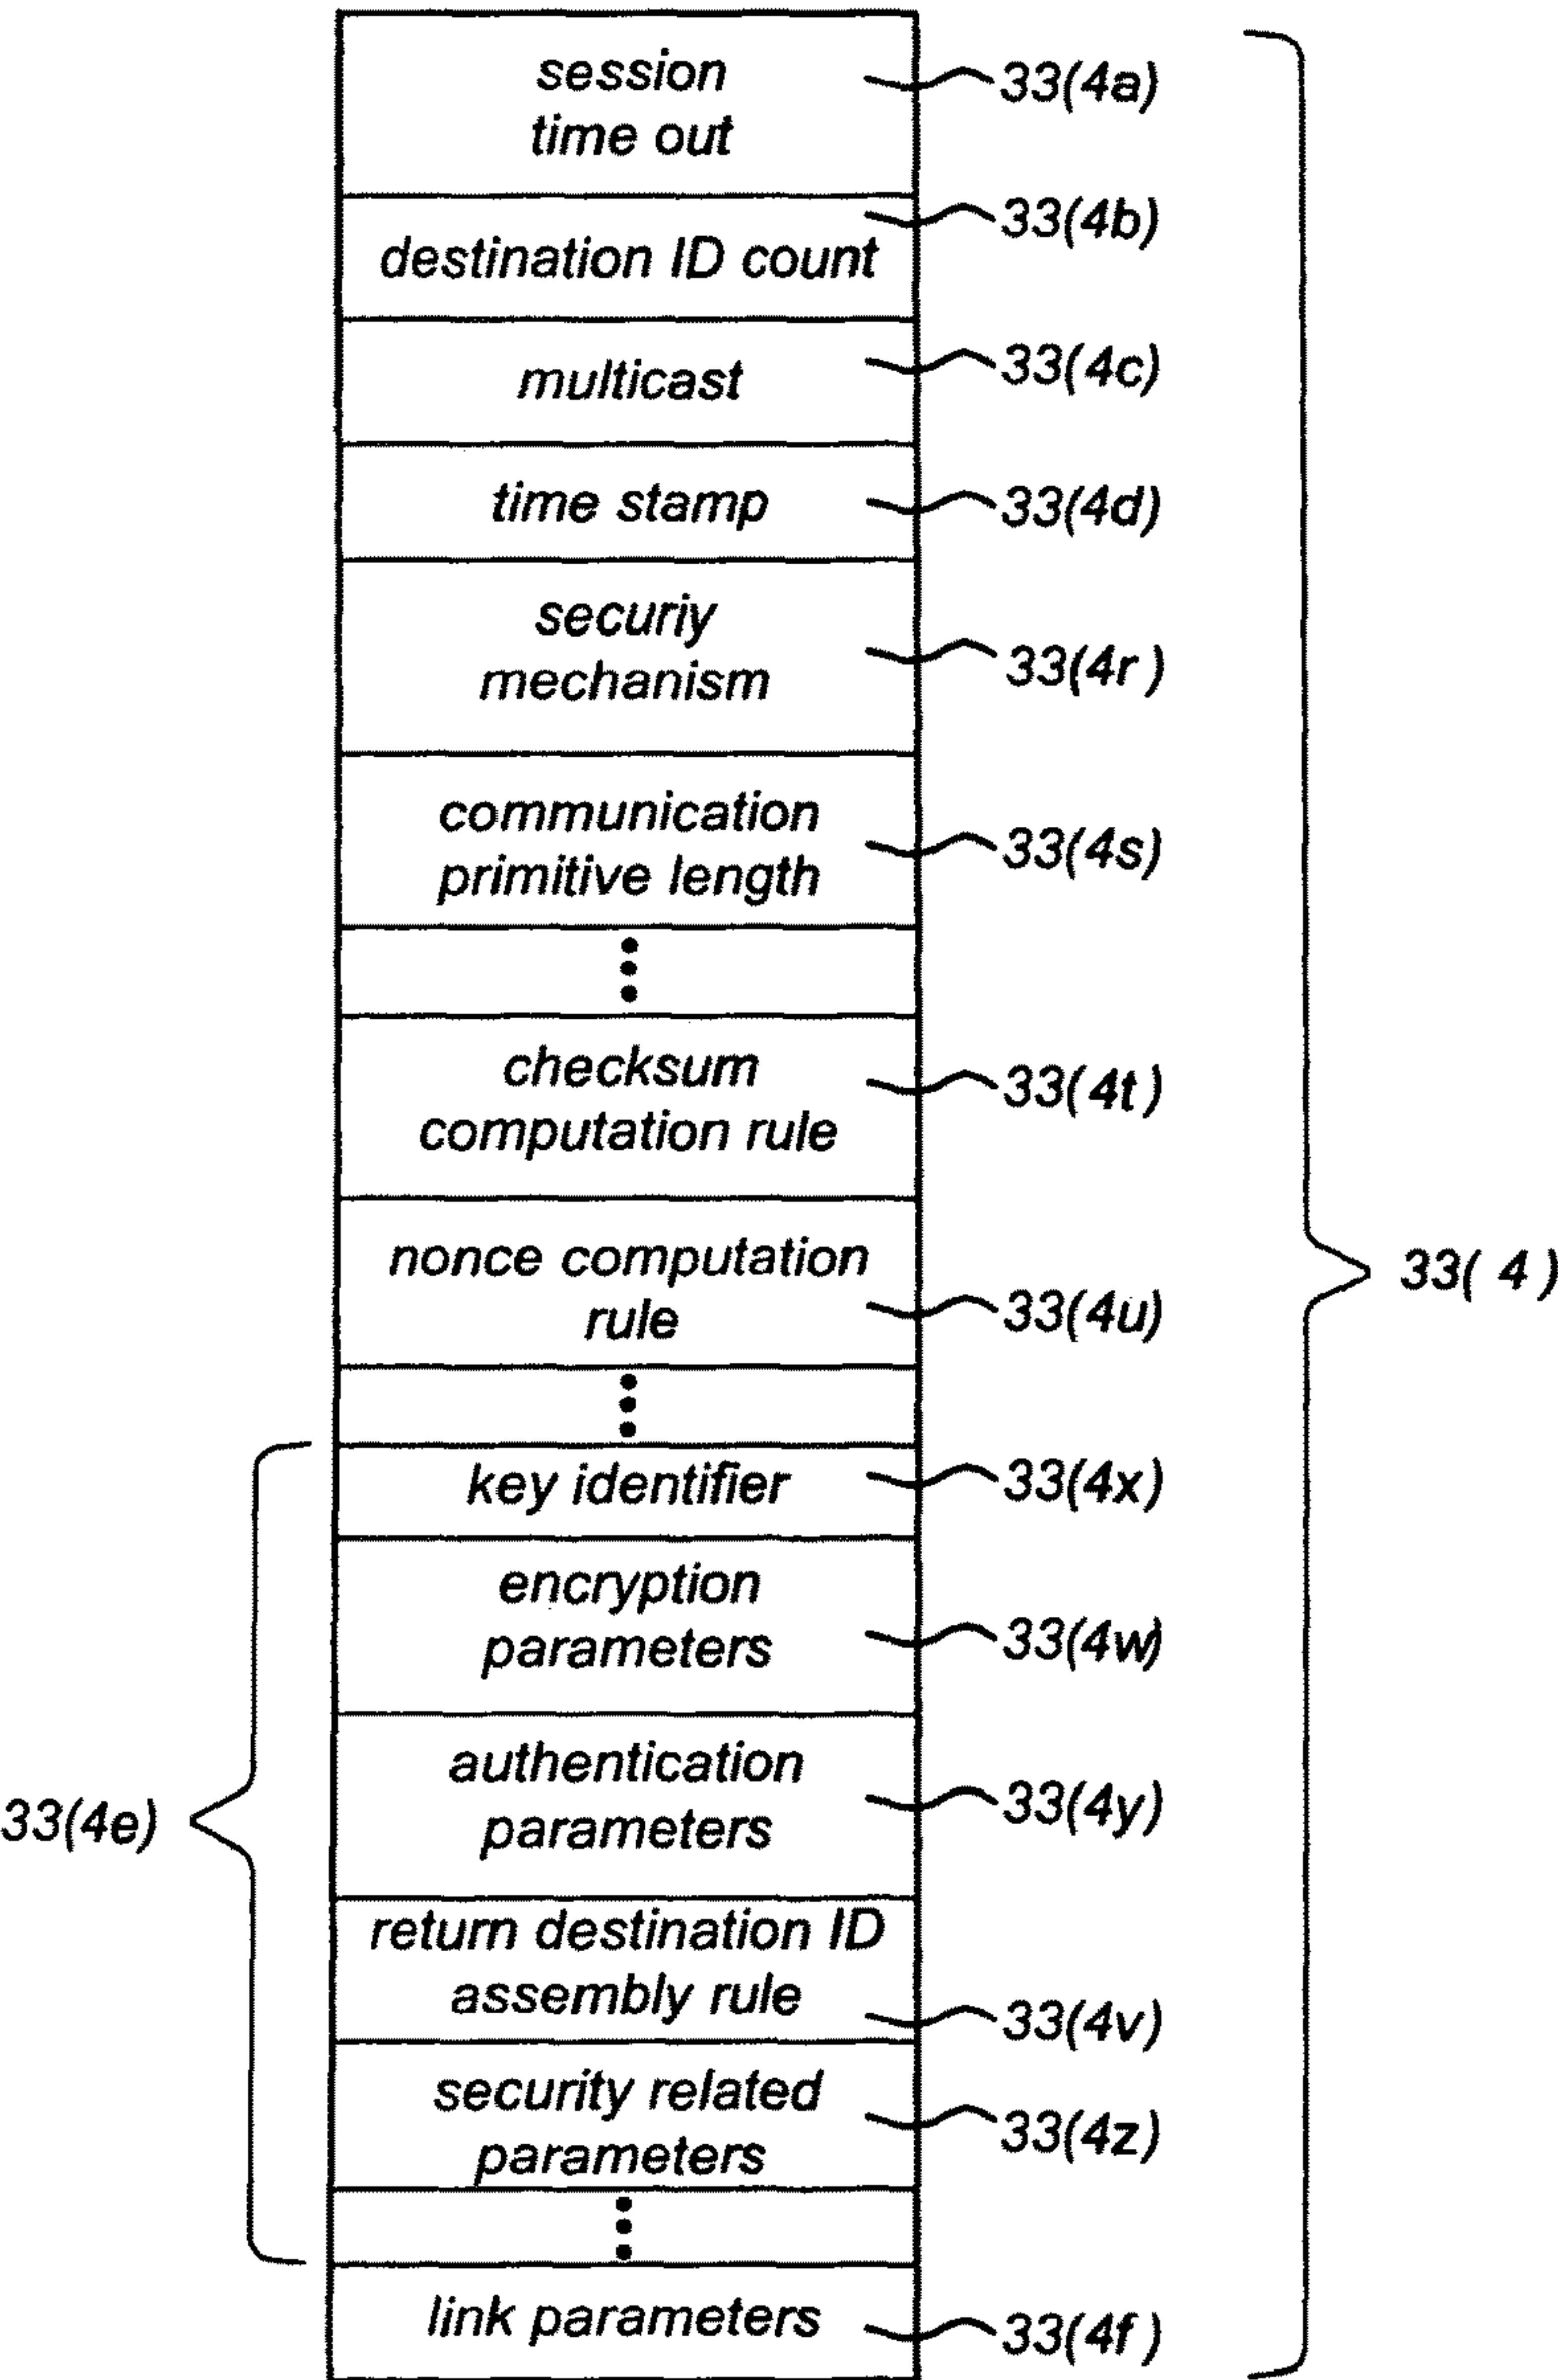 session
time out
33(4a)
destination ID count
33(4b)
multicast
33(4c)
time stamp
33(4d)
securiy
mechanism
33(4r)
communication
primitive length
33(4s)
checksum
computation rule
33(4t)
nonce computation
rule
33(4u)
33( 4 )
key identifier
33(4x)
encryption
parameters
33(4w)
authentication
parameters
33(4y)
33(4e)
return destination ID
assembly rule
33(4v)
security related
parameters
33(4z)
link parameters
33(4f)